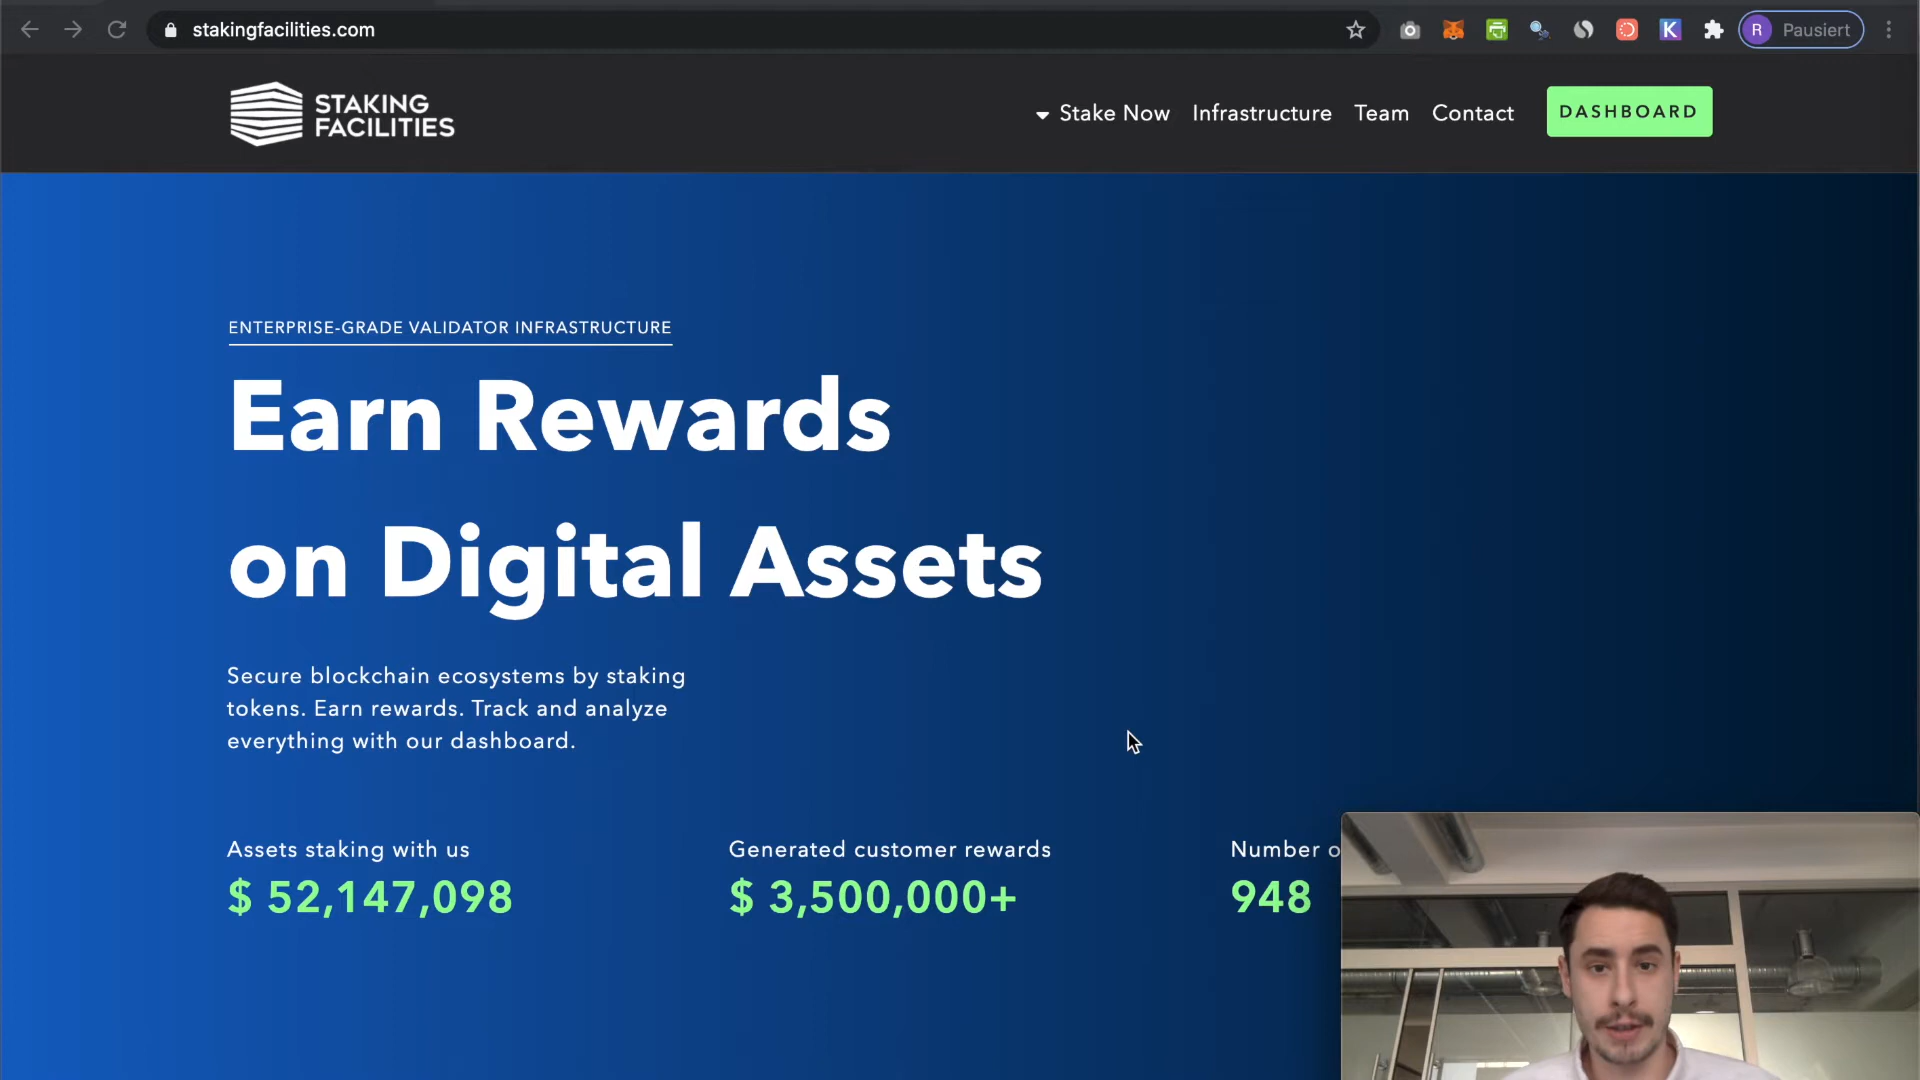 stakingfacilities.com
R Pausiert
STAKING
FACILITIES
Stake Now Infrastructure Team Contact DASHBOARD
ENTERPRISE-GRADE VALIDATOR INFRASTRUCTURE
Earn Rewards
on Digital Assets
Secure blockchain ecosystems by staking
tokens. Earn rewards. Track and analyze
everything with our dashboard.
Assets staking with us
$ 52,147,098
Generated customer rewards
$ 3,500,000+
Number
948